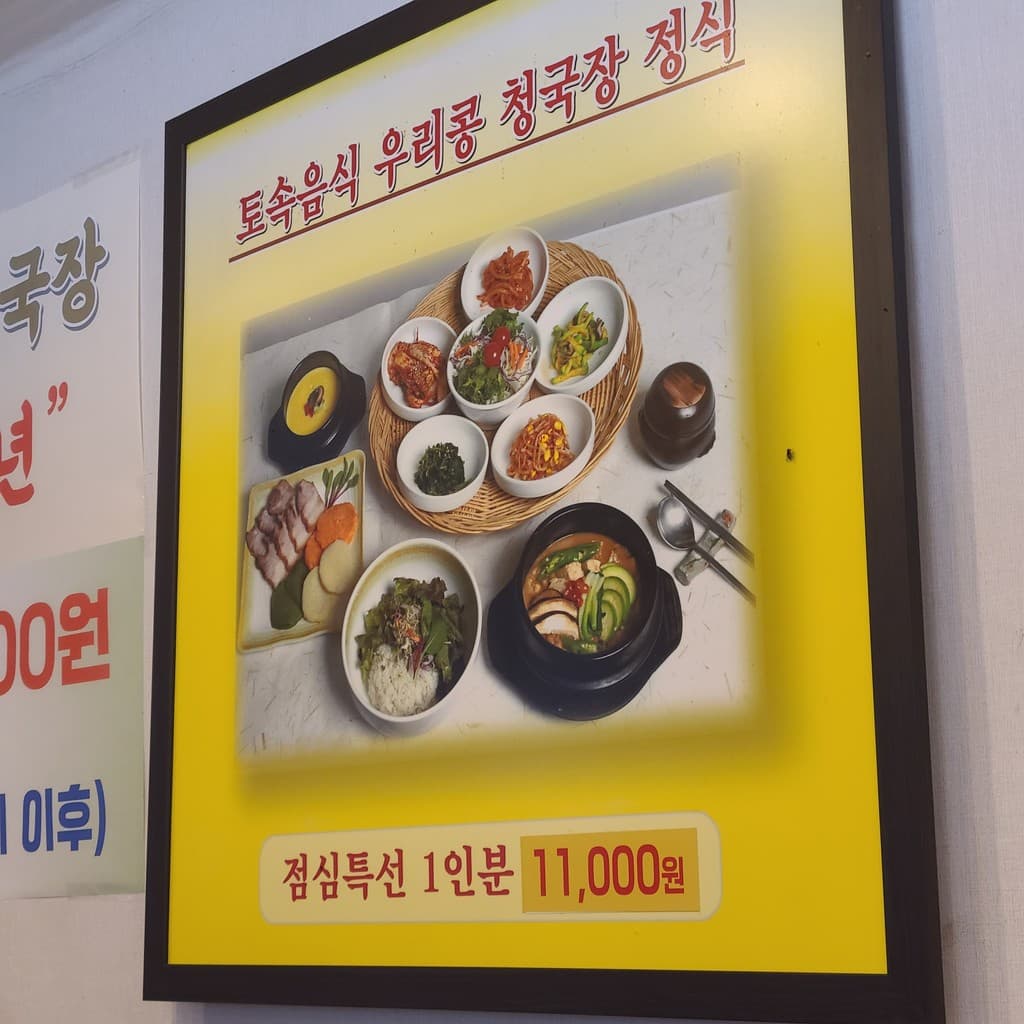 토속음식 우리콩 청국장 정식
점심특선 1인분 11,000원
국장
년”
00원
이후)